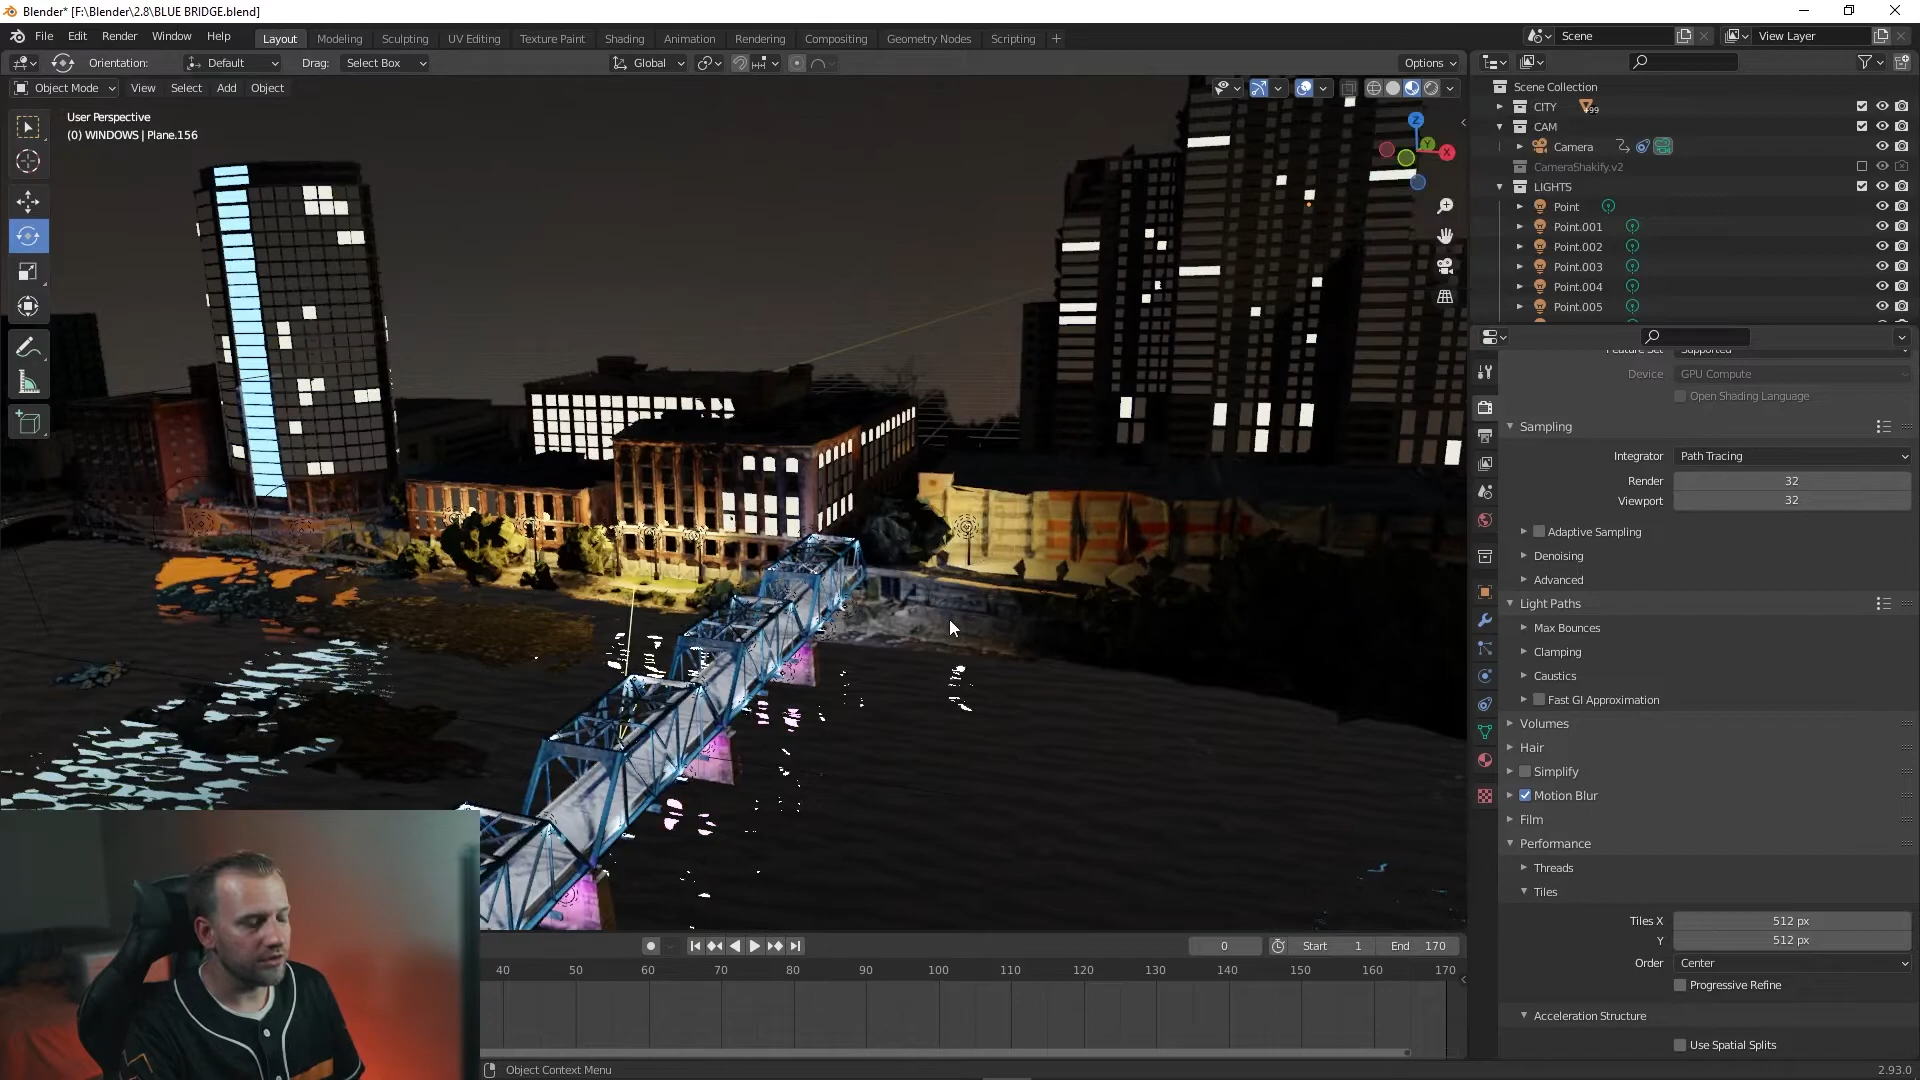 Blender* [F:\Blender\2.8\BLUE BRIDGE.blend]
File Edit Render Window Help Layout Modeling Sculpting UV Editing Texture Paint Shading Animation Rendering Compositing Geometry Nodes Scripting + Scene View Layer
Orientation: Default Drag: Select Box Global Options
Object Mode View Select Add Object
User Perspective
(0) WINDOWS | Plane.156
Z
Y
X
Scene Collection
CITY 99
CAM
Camera
CameraShakify.v2
LIGHTS
Point
Point.001
Point.002
Point.003
Point.004
Point.005
Feature Set Supported
Device GPU Compute
Open Shading Language
Sampling
Integrator Path Tracing
Render 32
Viewport 32
Adaptive Sampling
Denoising
Advanced
Light Paths
Max Bounces
Clamping
Caustics
Fast GI Approximation
Volumes
Hair
Simplify
Motion Blur
Film
Performance
Threads
Tiles
Tiles X 512 px
Y 512 px
Order Center
Progressive Refine
Acceleration Structure
Use Spatial Splits
0 Start 1 End 170
40 50 60 70 80 90 100 110 120 130 140 150 160 170
Object Context Menu
2.93.0